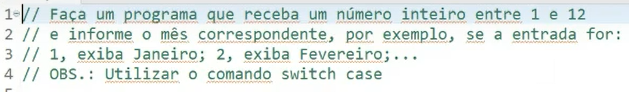 1 // Faça um programa que receba um número inteiro entre 1 e 12
2 // e informe o mês correspondente, por exemplo, se a entrada for:
3 // 1, exiba Janeiro; 2, exiba Fevereiro;...
4 // OBS.: Utilizar o comando switch case